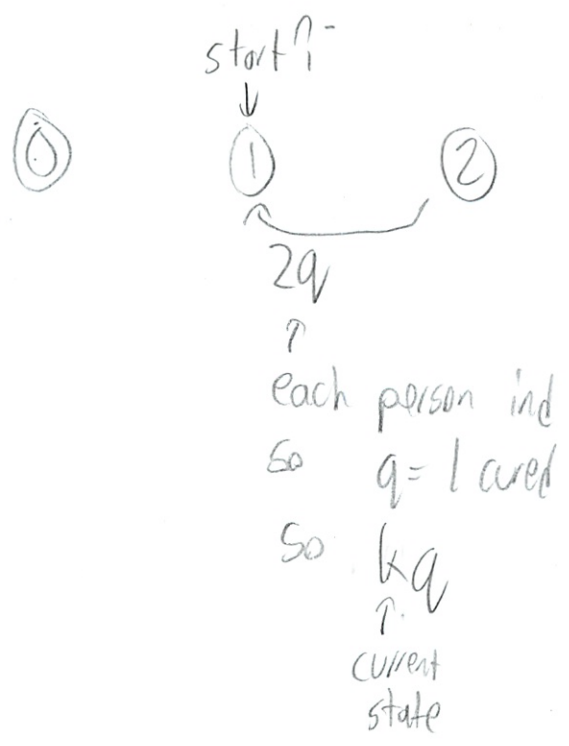 start ?
0 1 2
2q
↑
each person ind
so q = 1 cured
so kq
↑
current
state